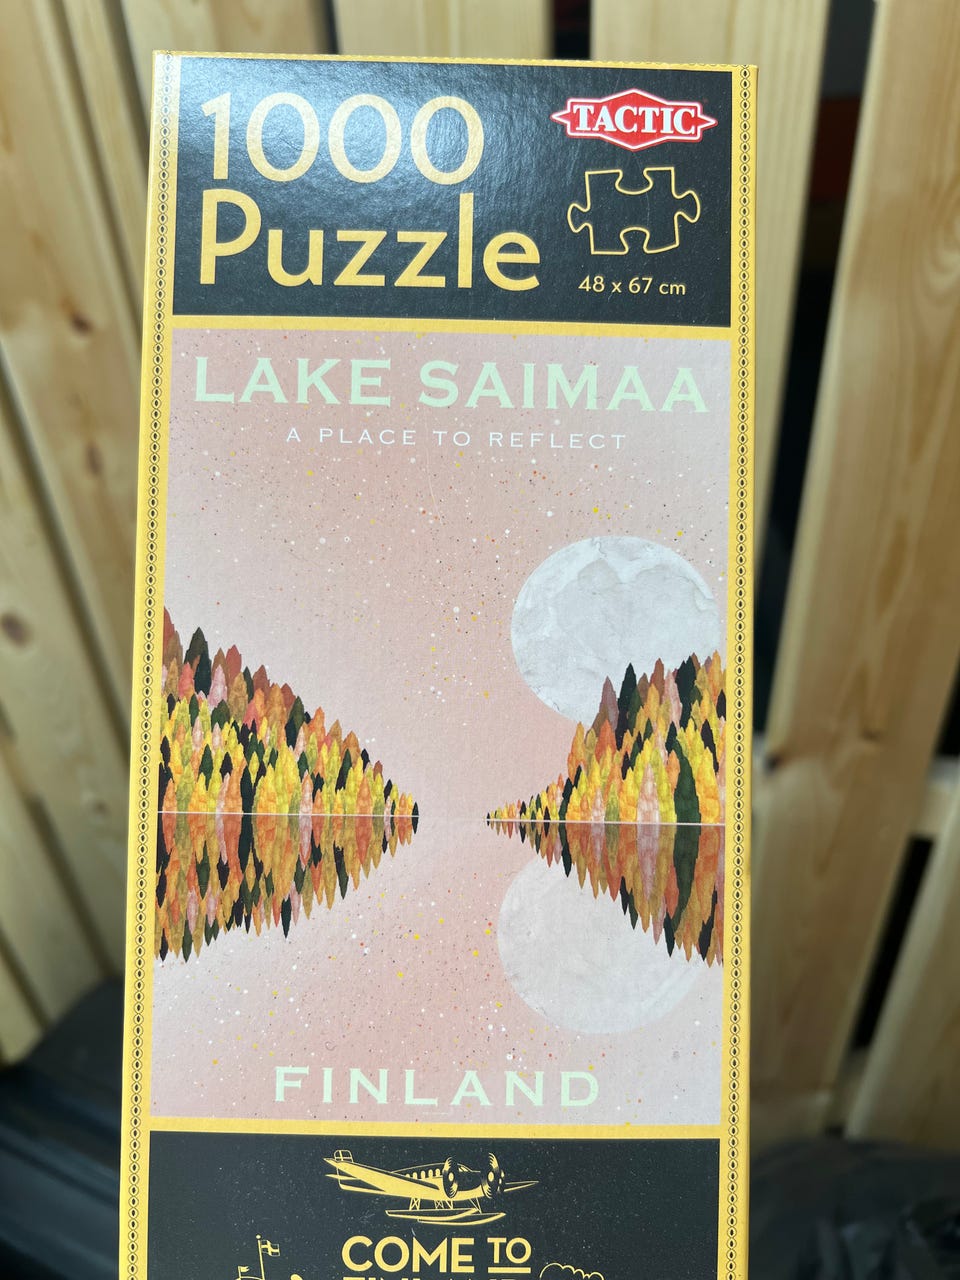 1000
Puzzle
TACTIC
48 x 67 cm
LAKE SAIMAA
A PLACE TO REFLECT
FINLAND
COME TO